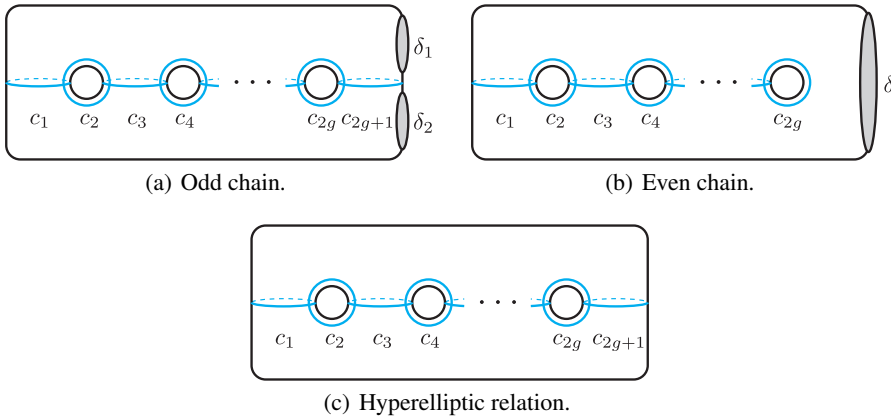 δ₁
δ₂
c₁ c₂ c₃ c₄ · · · c₂g c₂g₊₁
(a) Odd chain.
δ
c₁ c₂ c₃ c₄ · · · c₂g
(b) Even chain.
c₁ c₂ c₃ c₄ · · · c₂g c₂g₊₁
(c) Hyperelliptic relation.